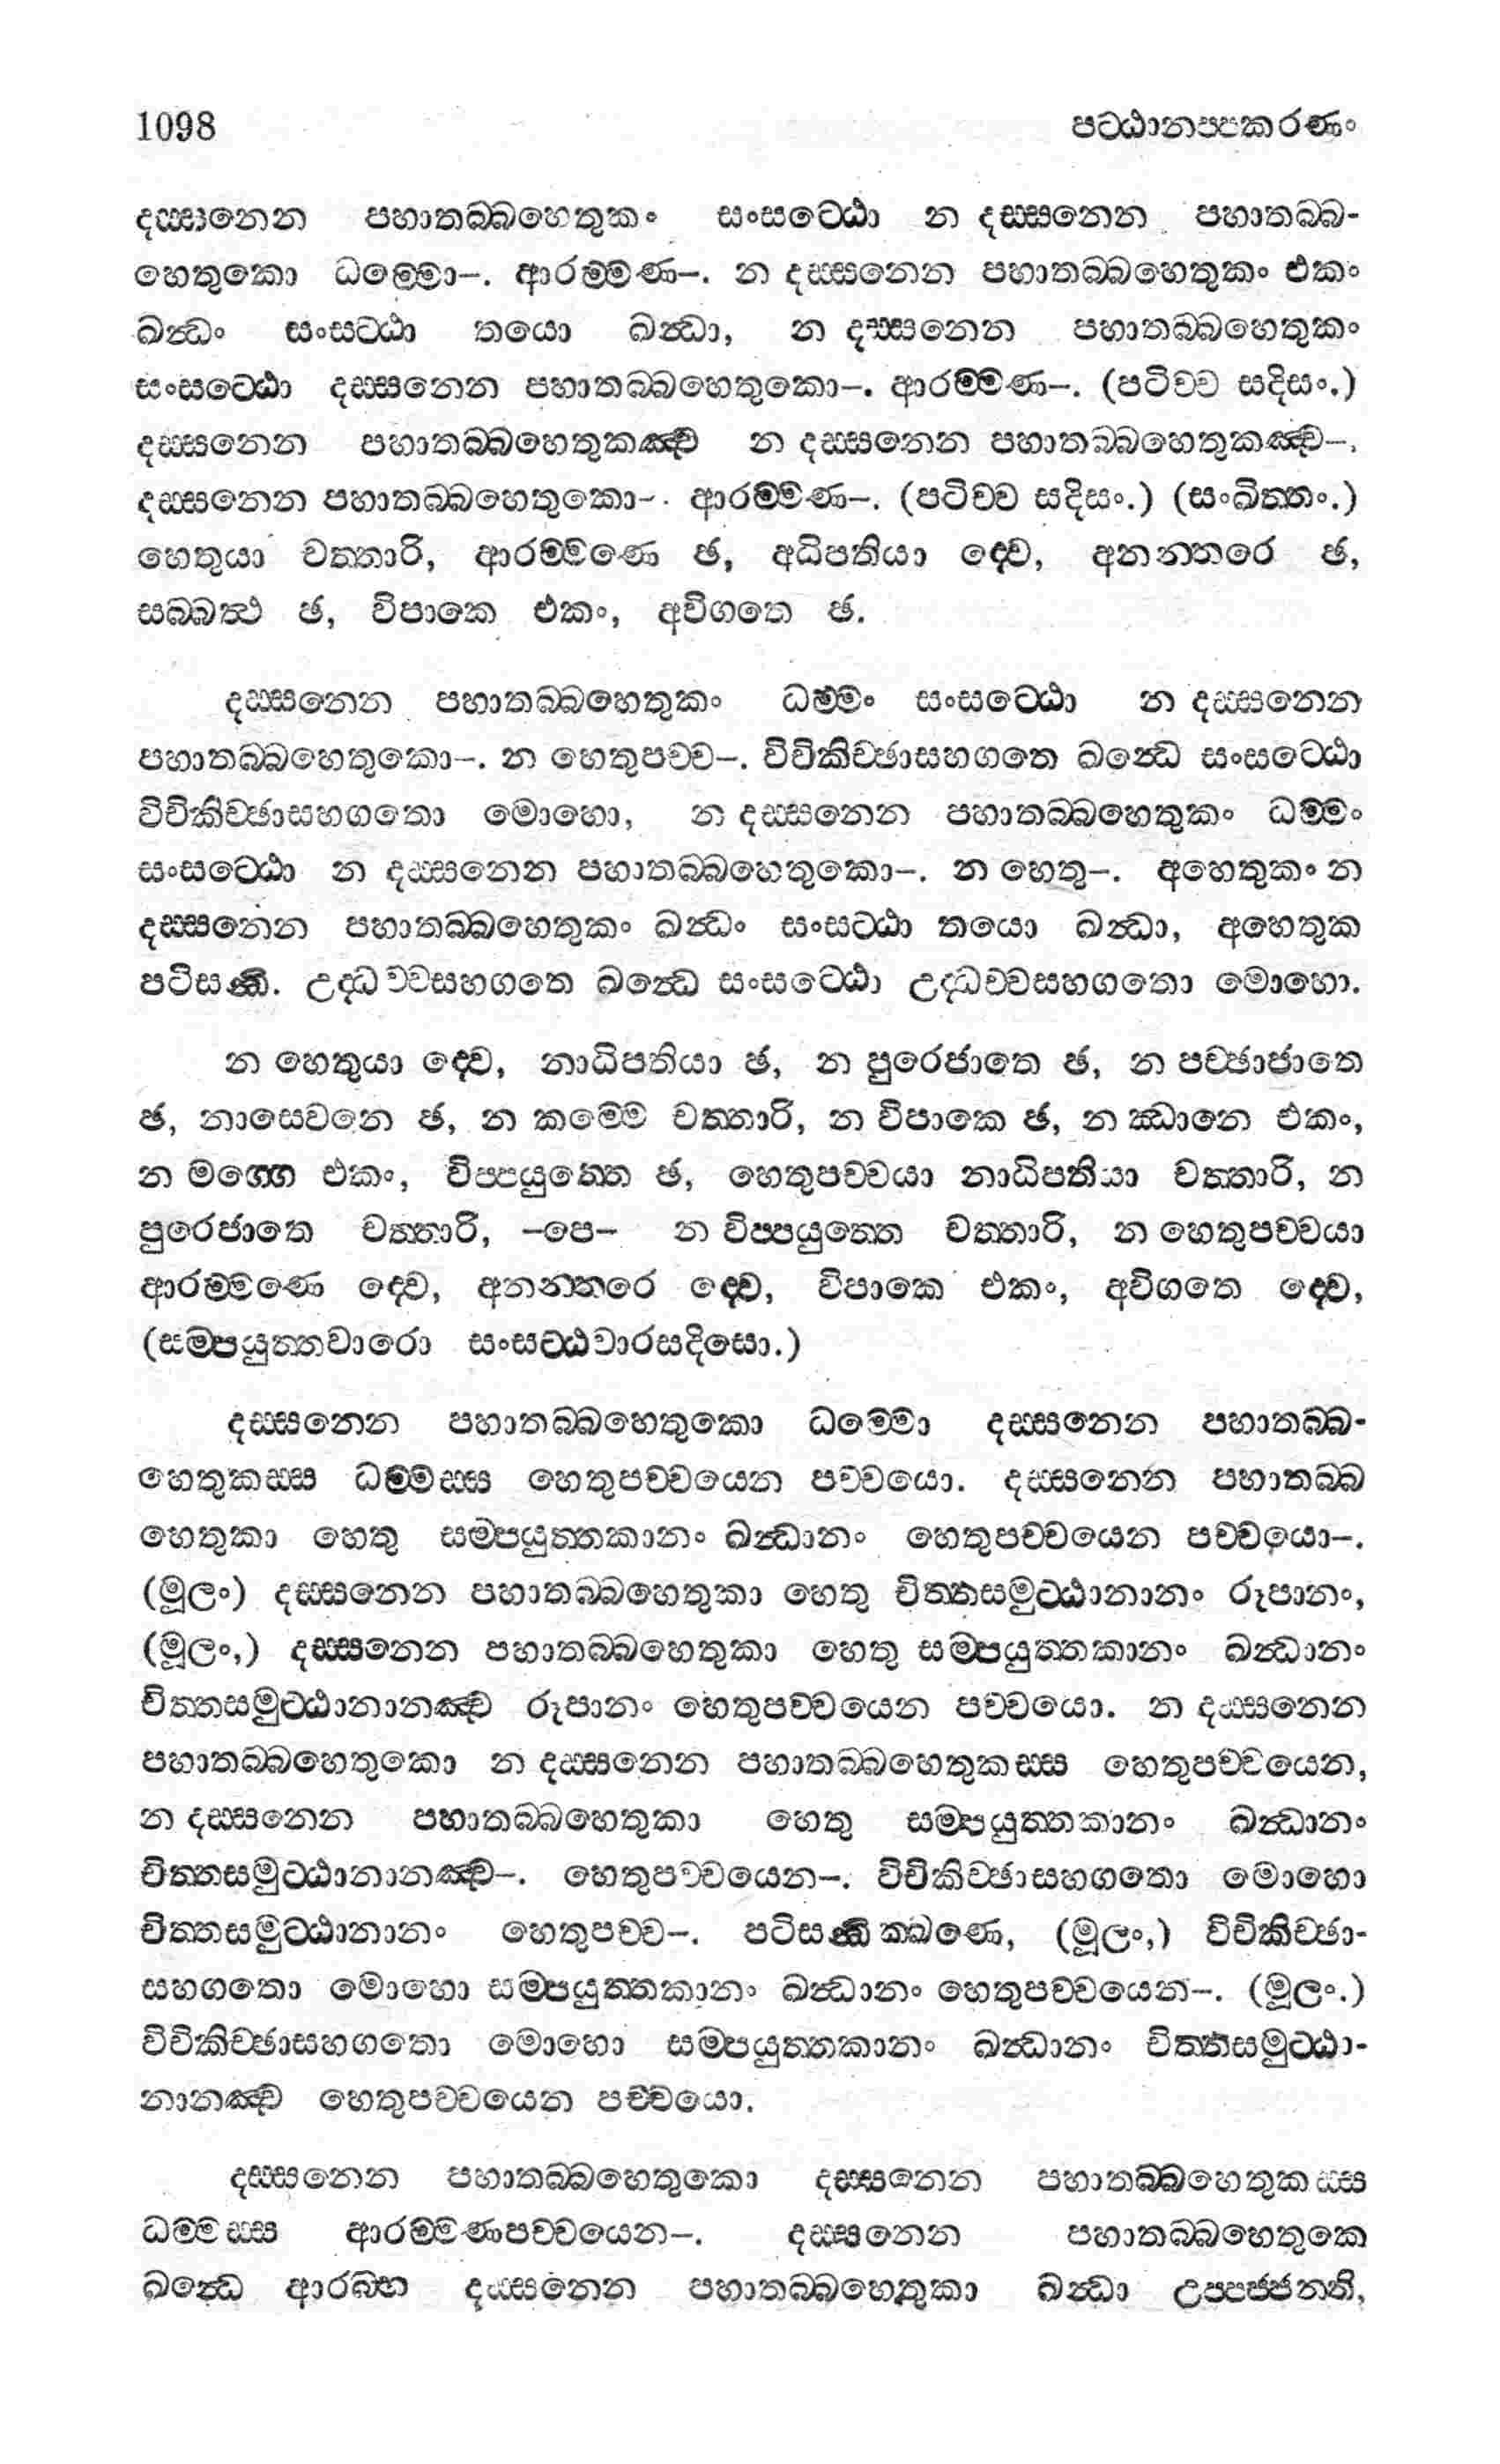 1098 පට්ඨානප්පකරණං
දස්සනෙන පහාතබ්බහෙතුකං සංසට්ඨො න දස්සනෙන පහාතබ්බ-
හෙතුකො ධම්මො–. ආරම්මණ–. න දස්සනෙන පහාතබ්බහෙතුකං එකං
ඛන්ධං සංසට්ඨා තයො ඛන්ධා, න දස්සනෙන පහාතබ්බහෙතුකං
සංසට්ඨො දස්සනෙන පහාතබ්බහෙතුකො–. ආරම්මණ–. (පටිච්ච සදිසං.)
දස්සනෙන පහාතබ්බහෙතුකඤ්ච න දස්සනෙන පහාතබ්බහෙතුකඤ්ච–,
දස්සනෙන පහාතබ්බහෙතුකො–. ආරම්මණ–. (පටිච්ච සදිසං.) (සංඛිත්තං.)
හෙතුයා චත්තාරි, ආරම්මණෙ ඡ, අධිපතියා ද්වෙ, අනන්තරෙ ඡ,
සබ්බත්ථ ඡ, විපාකෙ එකං, අවිගතෙ ඡ.
දස්සනෙන පහාතබ්බහෙතුකං ධම්මං සංසට්ඨො න දස්සනෙන
පහාතබ්බහෙතුකො–. න හෙතුපච්ච–. විචිකිච්ඡාසහගතෙ ඛන්ධෙ සංසට්ඨො
විචිකිච්ඡාසහගතො මොහො, න දස්සනෙන පහාතබ්බහෙතුකං ධම්මං
සංසට්ඨො න දස්සනෙන පහාතබ්බහෙතුකො–. න හෙතු–. අහෙතුකං න
දස්සනෙන පහාතබ්බහෙතුකං ඛන්ධං සංසට්ඨා තයො ඛන්ධා, අහෙතුක
පටිසන්ධි. උද්ධච්චසහගතෙ ඛන්ධෙ සංසට්ඨො උද්ධච්චසහගතො මොහො.
න හෙතුයා ද්වෙ, නාධිපතියා ඡ, න පුරෙජාතෙ ඡ, න පච්ඡාජාතෙ
ඡ, නාසෙවනෙ ඡ, න කම්මෙ චත්තාරි, න විපාකෙ ඡ, න ඣානෙ එකං,
න මග්ගෙ එකං, විප්පයුත්තෙ ඡ, හෙතුපච්චයා නාධිපතියා චත්තාරි, න
පුරෙජාතෙ චත්තාරි, –පෙ– න විප්පයුත්තෙ චත්තාරි, න හෙතුපච්චයා
ආරම්මණෙ ද්වෙ, අනන්තරෙ ද්වෙ, විපාකෙ එකං, අවිගතෙ ද්වෙ,
(සම්පයුත්තවාරො සංසට්ඨවාරසදිසො.)
දස්සනෙන පහාතබ්බහෙතුකො ධම්මො දස්සනෙන පහාතබ්බ-
හෙතුකස්ස ධම්මස්ස හෙතුපච්චයෙන පච්චයො. දස්සනෙන පහාතබ්බ
හෙතුකා හෙතු සම්පයුත්තකානං ඛන්ධානං හෙතුපච්චයෙන පච්චයො–.
(මූලං) දස්සනෙන පහාතබ්බහෙතුකා හෙතු චිත්තසමුට්ඨානානං රූපානං,
(මූලං,) දස්සනෙන පහාතබ්බහෙතුකා හෙතු සම්පයුත්තකානං ඛන්ධානං
චිත්තසමුට්ඨානානඤ්ච රූපානං හෙතුපච්චයෙන පච්චයො. න දස්සනෙන
පහාතබ්බහෙතුකො න දස්සනෙන පහාතබ්බහෙතුකස්ස හෙතුපච්චයෙන,
න දස්සනෙන පහාතබ්බහෙතුකා හෙතු සම්පයුත්තකානං ඛන්ධානං
චිත්තසමුට්ඨානානඤ්ච–. හෙතුපච්චයෙන–. විචිකිච්ඡාසහගතො මොහො
චිත්තසමුට්ඨානානං හෙතුපච්ච–. පටිසන්ධික්ඛණෙ, (මූලං,) විචිකිච්ඡා-
සහගතො මොහො සම්පයුත්තකානං ඛන්ධානං හෙතුපච්චයෙන–. (මූලං.)
විචිකිච්ඡාසහගතො මොහො සම්පයුත්තකානං ඛන්ධානං චිත්තසමුට්ඨා-
නානඤ්ච හෙතුපච්චයෙන පච්චයො.
දස්සනෙන පහාතබ්බහෙතුකො දස්සනෙන පහාතබ්බහෙතුකස්ස
ධම්මස්ස ආරම්මණපච්චයෙන–. දස්සනෙන පහාතබ්බහෙතුකෙ
ඛන්ධෙ ආරබ්භ දස්සනෙන පහාතබ්බහෙතුකා ඛන්ධා උප්පජ්ජන්ති,